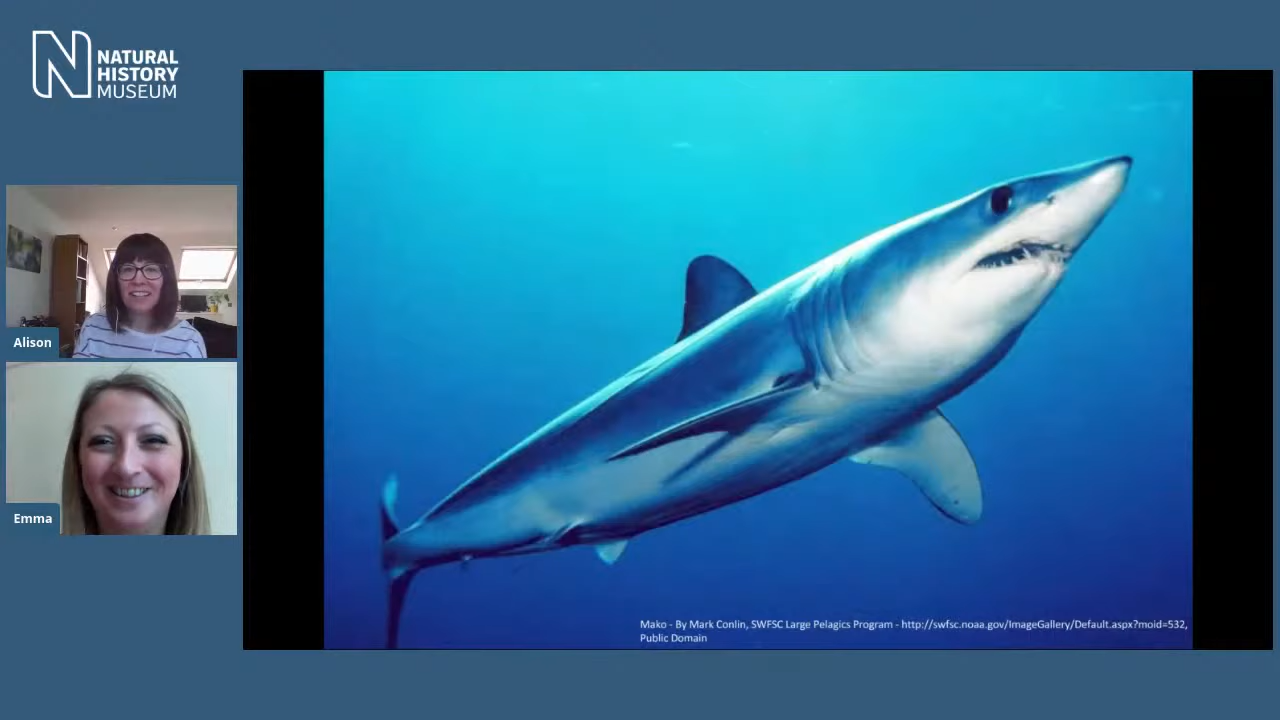 NATURAL
HISTORY
MUSEUM
Alison
Emma
Mako - By Mark Conlin, SWFSC Large Pelagics Program - http://swfsc.noaa.gov/ImageGallery/Default.aspx?moid=532,
Public Domain